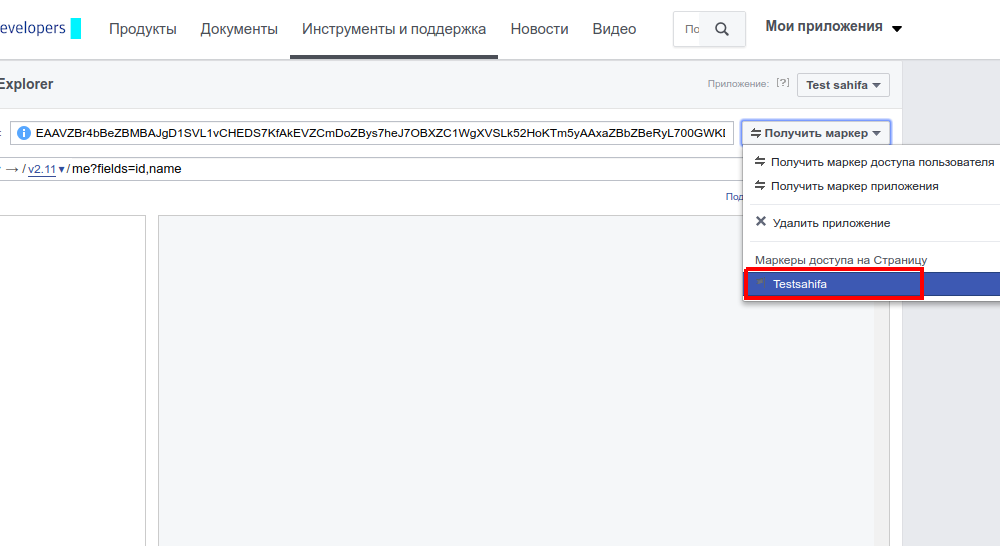 evelopers
Продукты
Документы
Инструменты и поддержка
Новости
Видео
По
Мои приложения
Explorer
Приложение: [?]
Test sahifa
: EAAVZBr4bBeZBMBAJgD1SVL1vCHEDS7KfAkEVZCmDoZBys7heJ7OBXZC1WgXVSLk52HoKTm5yAAxaZBbZBeRyL700GWKI
Получить маркер
→ / v2.11 ▾ / me?fields=id,name
Получить маркер доступа пользователя
Получить маркер приложения
Под
Удалить приложение
Маркеры доступа на Страницу
Testsahifa